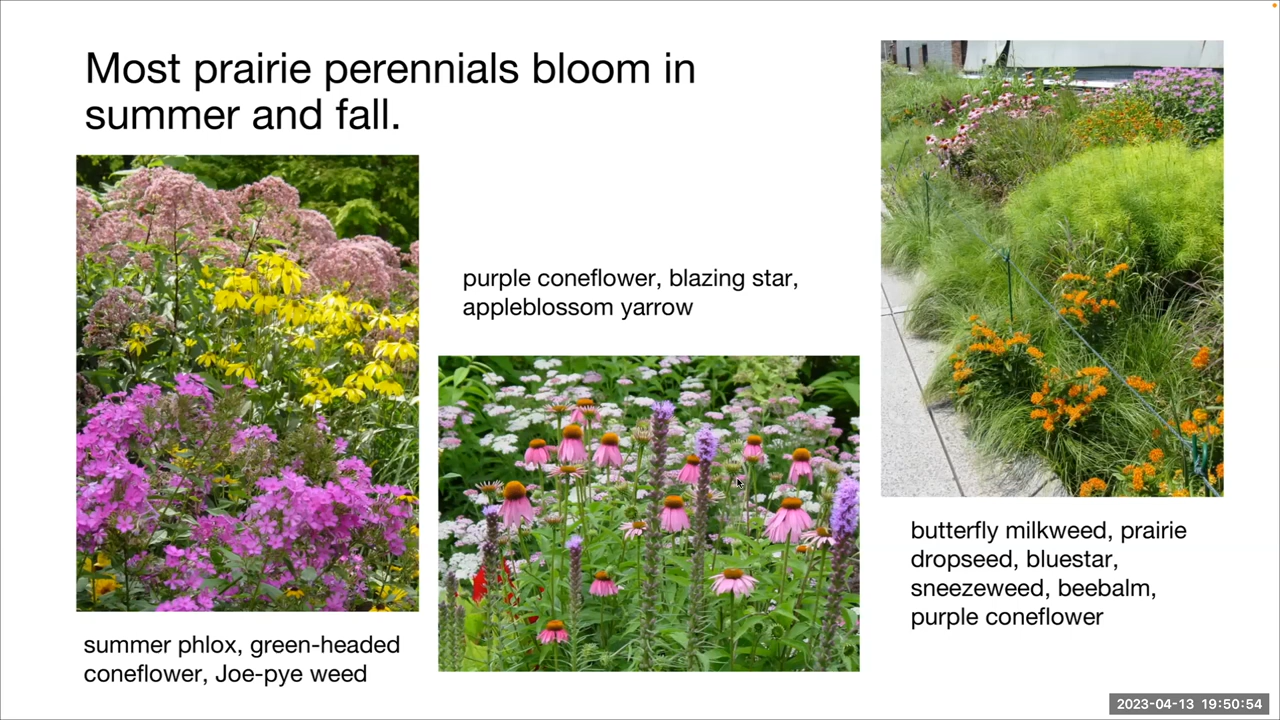 Most prairie perennials bloom in
summer and fall.
purple coneflower, blazing star,
appleblossom yarrow
butterfly milkweed, prairie
dropseed, bluestar,
sneezeweed, beebalm,
purple coneflower
summer phlox, green-headed
coneflower, Joe-pye weed
2023-04-13 19:50:54